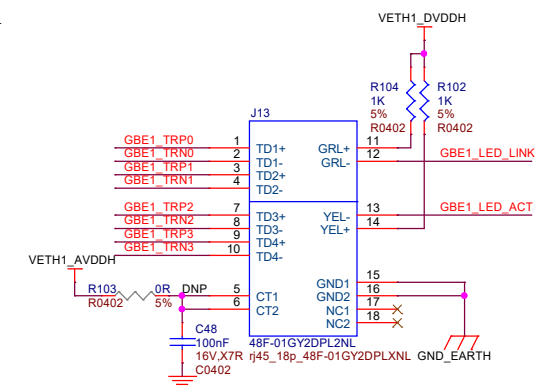 VETH1_DVDDH
R104
1K
5%
R0402
R102
1K
5%
R0402
J13
GBE1_TRP0 1 TD1+ GRL+ 11
GBE1_TRN0 2 TD1- GRL- 12 GBE1_LED_LINK
GBE1_TRP1 3 TD2+
GBE1_TRN1 4 TD2-
GBE1_TRP2 7 TD3+ YEL- 13 GBE1_LED_ACT
GBE1_TRN2 8 TD3- YEL+ 14
GBE1_TRP3 9 TD4+
GBE1_TRN3 10 TD4-
VETH1_AVDDH
GND1 15
GND2 16
NC1 17
NC2 18
R103 0R DNP 5 CT1
R0402 5% 6 CT2
C48
100nF
16V,X7R
C0402
48F-01GY2DPL2NL
rj45_18p_48F-01GY2DPLXNL
GND_EARTH